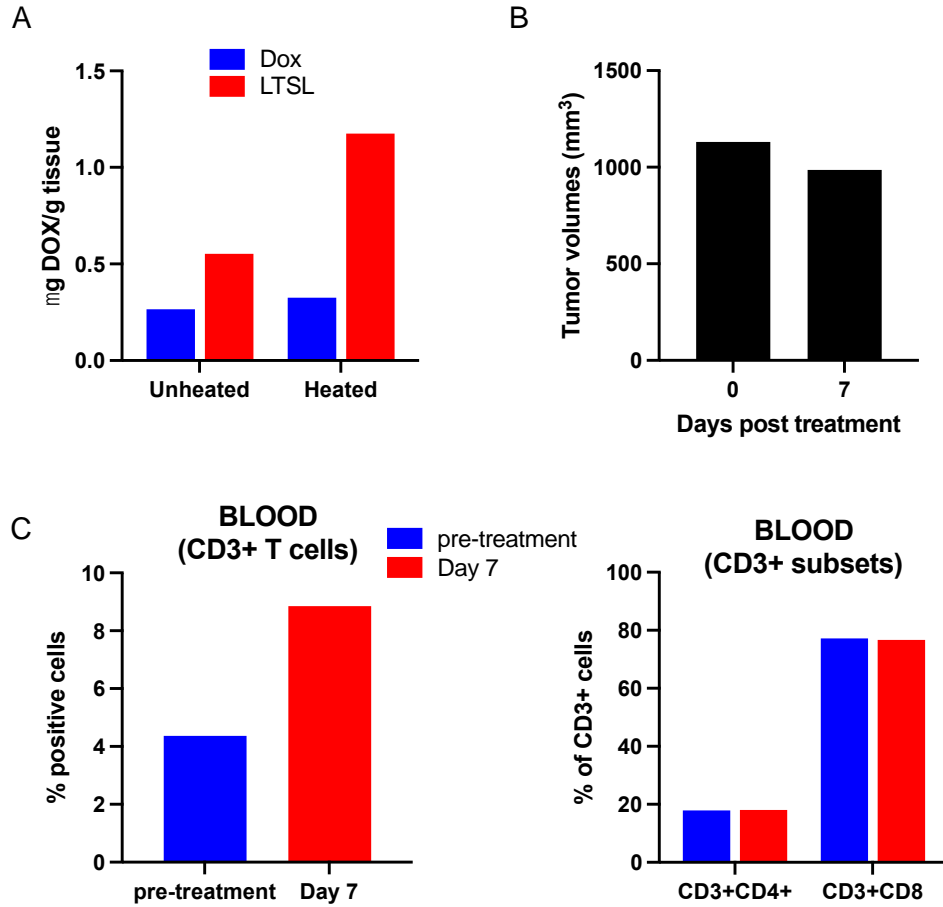 A
Dox
LTSL
mg DOX/g tissue
1.5
1.0
0.5
0.0
Unheated
Heated
B
Tumor volumes (mm³)
1500
1000
500
0
0
7
Days post treatment
C
BLOOD
(CD3+ T cells)
pre-treatment
Day 7
% positive cells
10
8
6
4
2
0
pre-treatment
Day 7
BLOOD
(CD3+ subsets)
% of CD3+ cells
100
80
60
40
20
0
CD3+CD4+
CD3+CD8